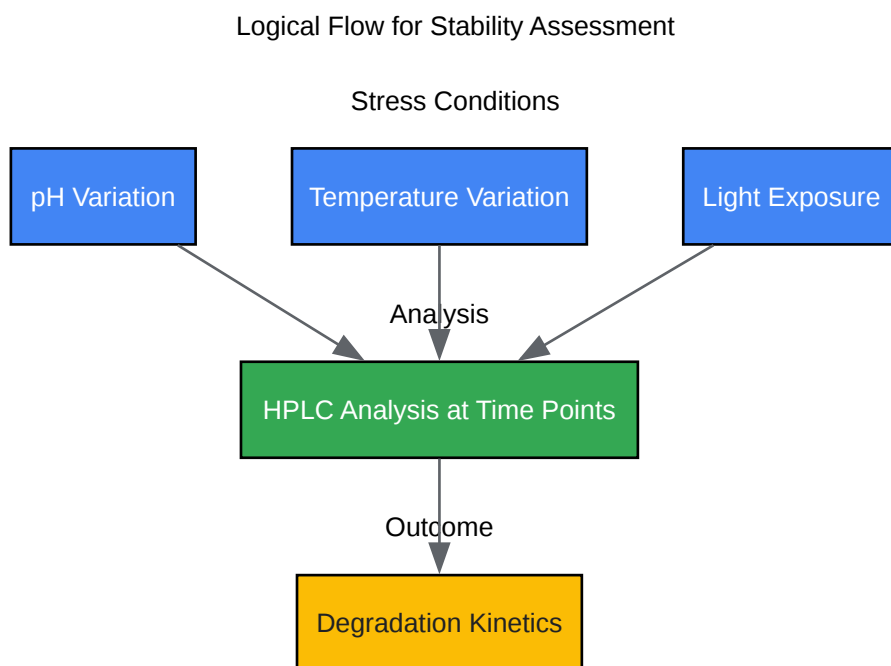 Logical Flow for Stability Assessment
Stress Conditions
pH Variation
Temperature Variation
Light Exposure
Analysis
HPLC Analysis at Time Points
Outcome
Degradation Kinetics